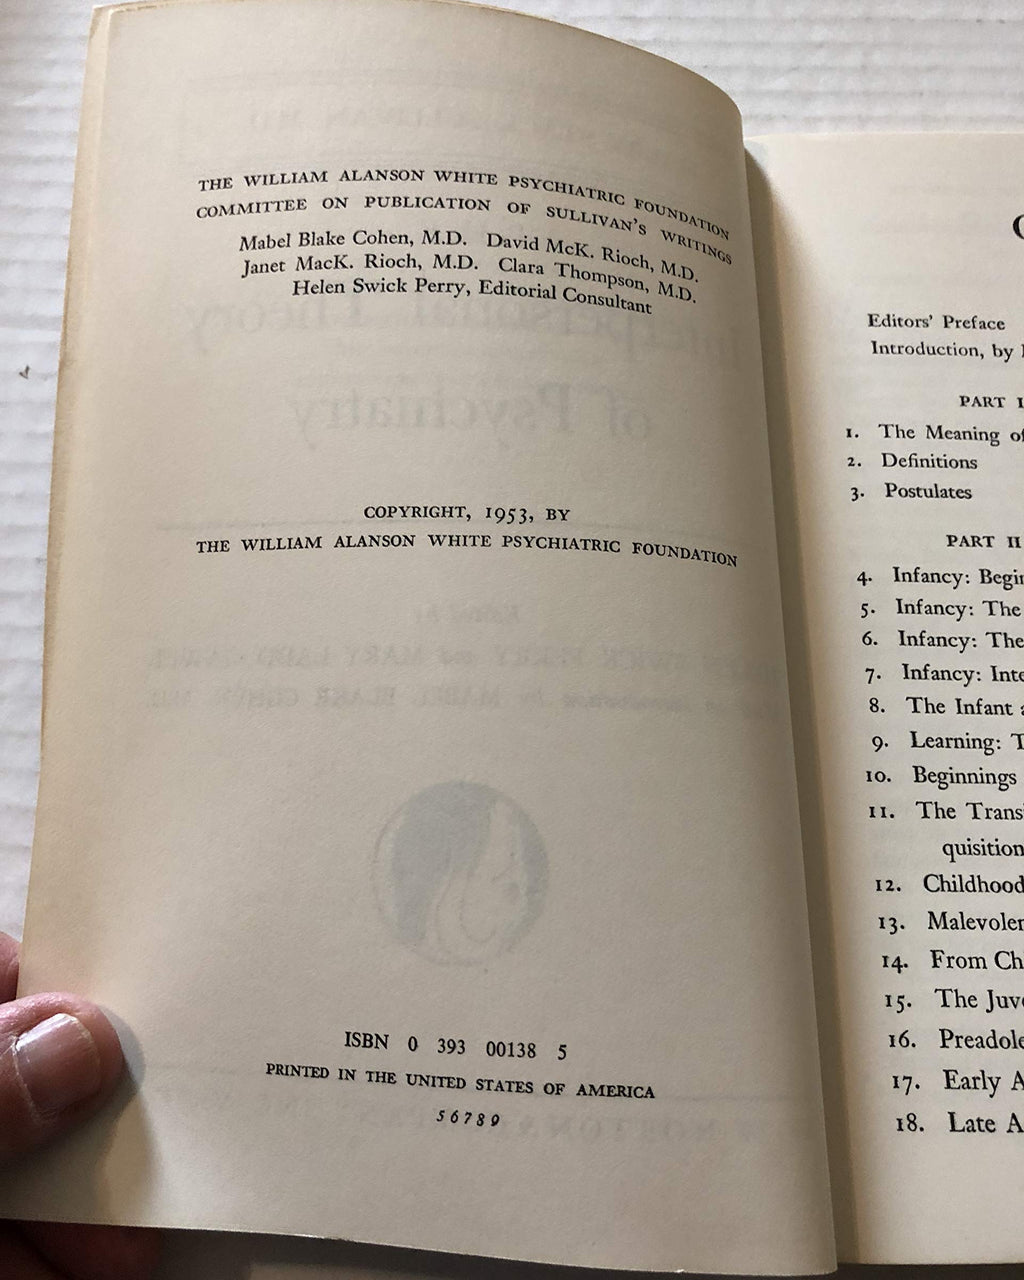 THE WILLIAM ALANSON WHITE PSYCHIATRIC FOUNDATION
COMMITTEE ON PUBLICATION OF SULLIVAN'S WRITINGS
Mabel Blake Cohen, M.D. David McK. Rioch, M.D.
Janet MacK. Rioch, M.D. Clara Thompson, M.D.
Helen Swick Perry, Editorial Consultant
COPYRIGHT, 1953, BY
THE WILLIAM ALANSON WHITE PSYCHIATRIC FOUNDATION
ISBN 0 393 00138 5
PRINTED IN THE UNITED STATES OF AMERICA
5 6 7 8 9
Editors' Preface
Introduction, by
PART I
1. The Meaning of
2. Definitions
3. Postulates
PART II
4. Infancy: Begin
5. Infancy: The
6. Infancy: The
7. Infancy: Inte
8. The Infant a
9. Learning: T
10. Beginnings
11. The Trans
quisition
12. Childhood
13. Malevolen
14. From Ch
15. The Juv
16. Preadole
17. Early A
18. Late A